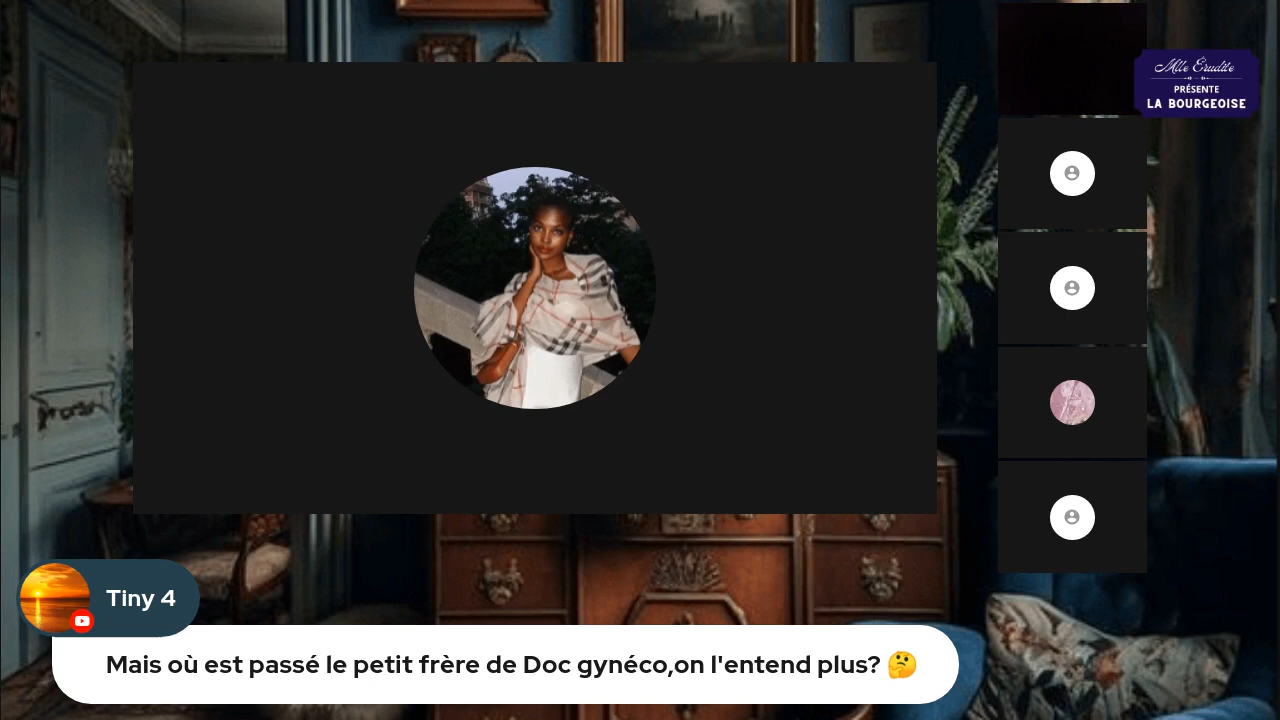 Mlle Érudite
PRÉSENTE
LA BOURGEOISE
Tiny 4
Mais où est passé le petit frère de Doc gynéco,on l'entend plus? 🤔